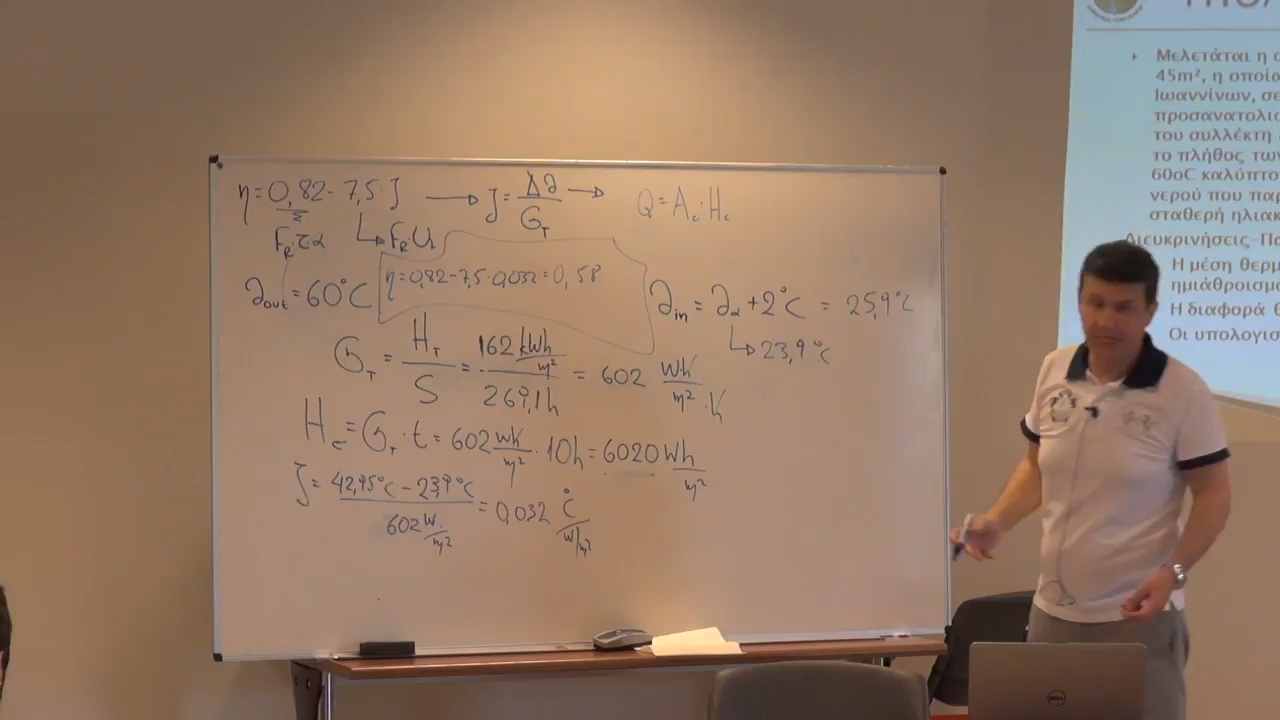 η = 0,82 - 7,5·ζ → ζ = Δθ / G_T → Q = A_c · H_c
F_R·τα → F_R·U_L
η = 0,82 - 7,5·0,032 = 0,58
θ_out = 60°C
θ_in = θ_α + 2°C = 25,9°C
→ 23,9°C
G_T = H_T / S = 162 kWh/m² / 269,1h = 602 Wh/m²·h
H_c = G_T · t = 602 Wh/m² · 10h = 6020 Wh/m²
ζ = 42,95°C - 23,9°C / 602 W/m² = 0,032 °C / W/m²
Μελετάται η
45m², η οποία
Ιωαννίνων, σε
προσανατολισ
του συλλέκτη
το πλήθος των
60oC καλύπτο
νερού που παρ
σταθερή ηλιακ
Διευκρινήσεις-Πα
Η μέση θερμ
ημιάθροισμα
Η διαφορά θ
Οι υπολογισ
DELL